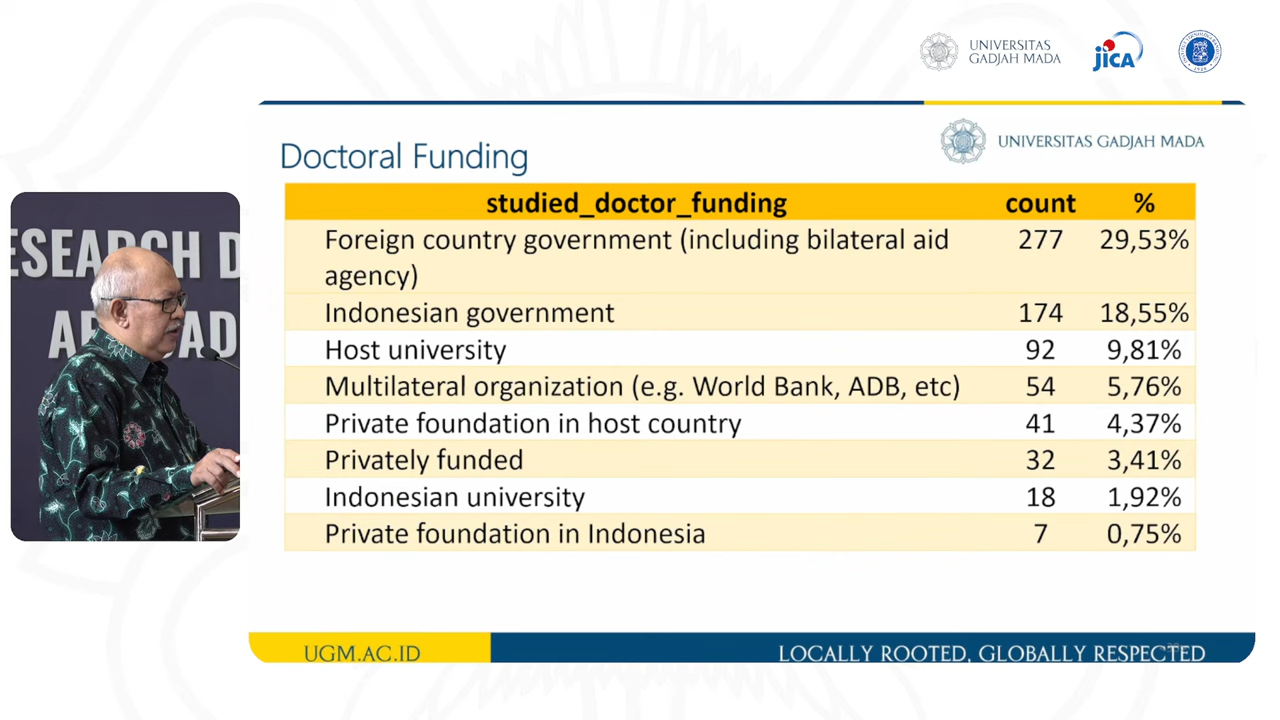 UNIVERSITAS
GADJAH MADA
JICA
Doctoral Funding
UNIVERSITAS GADJAH MADA
studied_doctor_funding count %
Foreign country government (including bilateral aid agency) 277 29,53%
Indonesian government 174 18,55%
Host university 92 9,81%
Multilateral organization (e.g. World Bank, ADB, etc) 54 5,76%
Private foundation in host country 41 4,37%
Privately funded 32 3,41%
Indonesian university 18 1,92%
Private foundation in Indonesia 7 0,75%
ESEARCH D
UGM.AC.ID
LOCALLY ROOTED, GLOBALLY RESPECTED